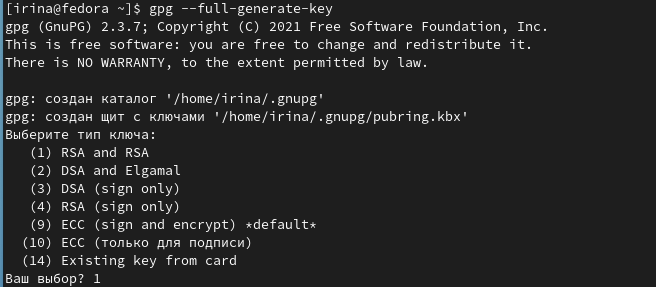 [irina@fedora ~]$ gpg --full-generate-key
gpg (GnuPG) 2.3.7; Copyright (C) 2021 Free Software Foundation, Inc.
This is free software: you are free to change and redistribute it.
There is NO WARRANTY, to the extent permitted by law.

gpg: создан каталог '/home/irina/.gnupg'
gpg: создан щит с ключами '/home/irina/.gnupg/pubring.kbx'
Выберите тип ключа:
   (1) RSA and RSA
   (2) DSA and Elgamal
   (3) DSA (sign only)
   (4) RSA (sign only)
   (9) ECC (sign and encrypt) *default*
  (10) ECC (только для подписи)
  (14) Existing key from card
Ваш выбор? 1